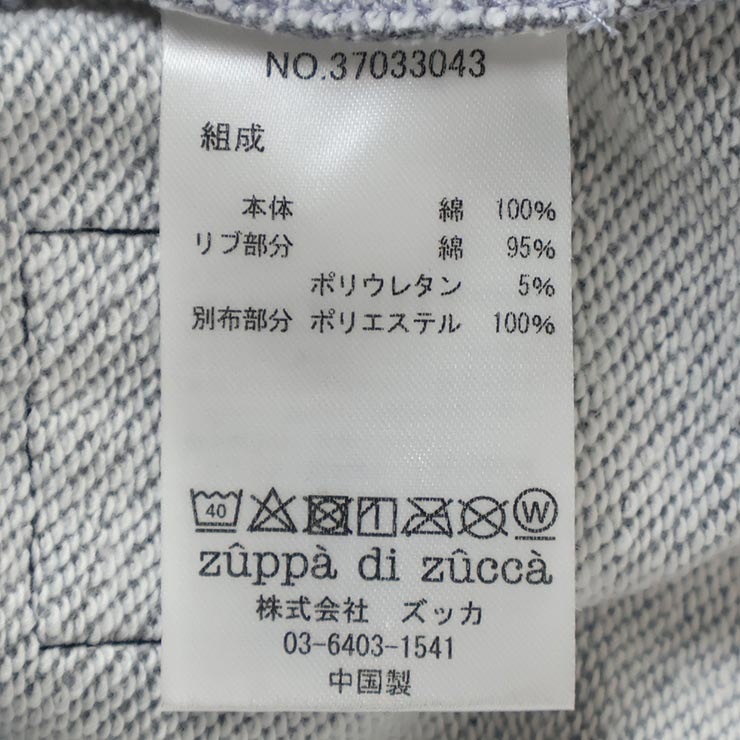 NO.37033043
組成
本体 綿 100%
リブ部分 綿 95%
ポリウレタン 5%
別布部分 ポリエステル 100%
40 W
zûppà di zûccà
株式会社 ズッカ
03-6403-1541
中国製